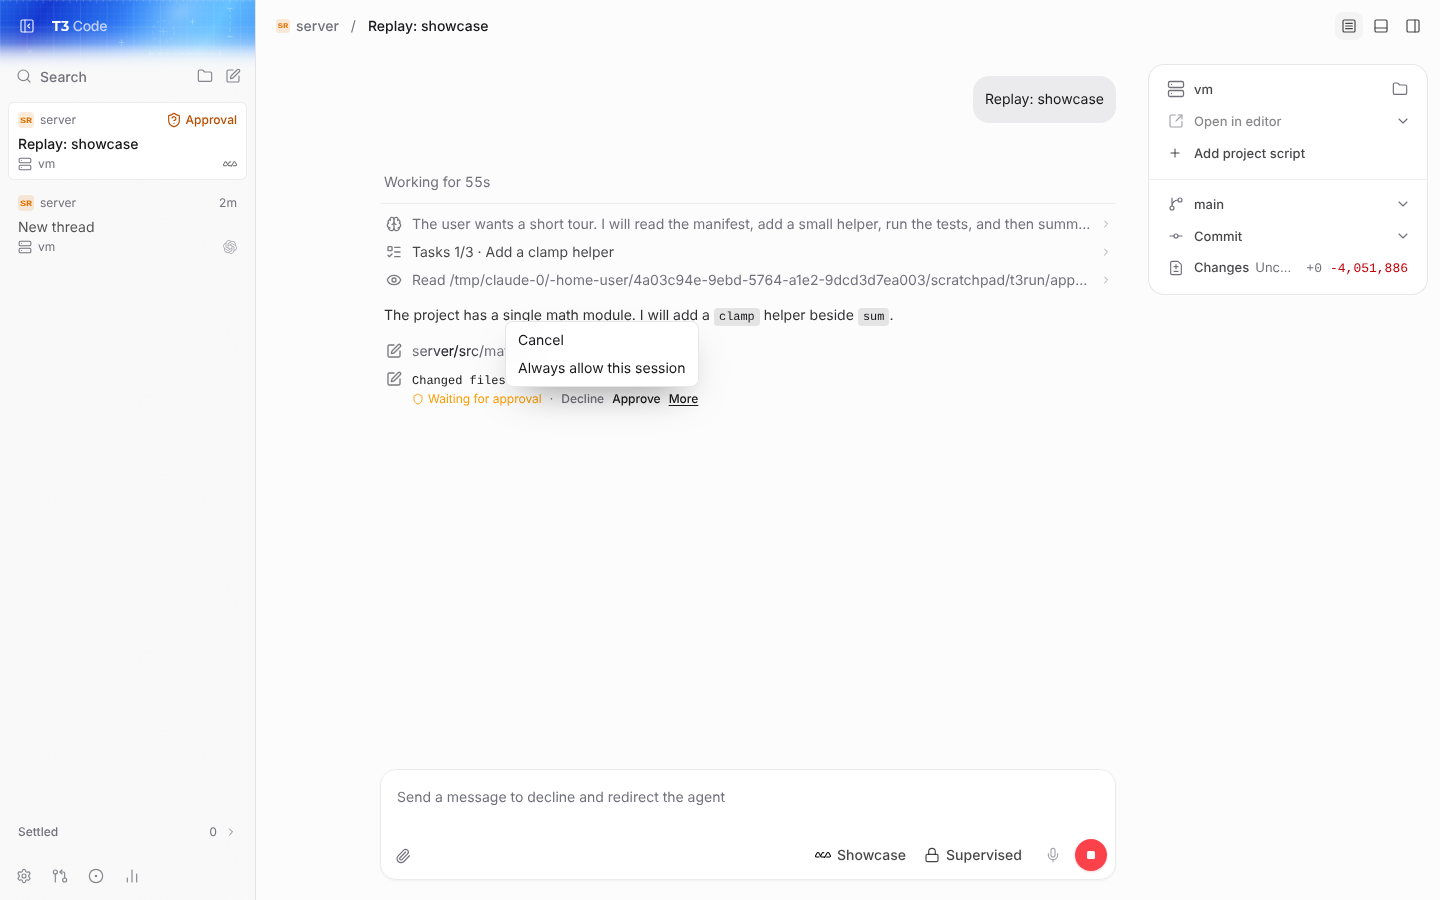 T3 Code
Search
SR server Approval
Replay: showcase
vm
SR server 2m
New thread
vm
Settled 0
SR server / Replay: showcase
Replay: showcase
Working for 55s
The user wants a short tour. I will read the manifest, add a small helper, run the tests, and then summ...
Tasks 1/3 · Add a clamp helper
Read /tmp/claude-0/-home-user/4a03c94e-9ebd-5764-a1e2-9dcd3d7ea003/scratchpad/t3run/app...
The project has a single math module. I will add a clamp helper beside sum.
Cancel
server/src/ma
Always allow this session
Changed files
Waiting for approval · Decline Approve More
Send a message to decline and redirect the agent
Showcase Supervised
vm
Open in editor
Add project script
main
Commit
Changes Unc... +0 -4,051,886